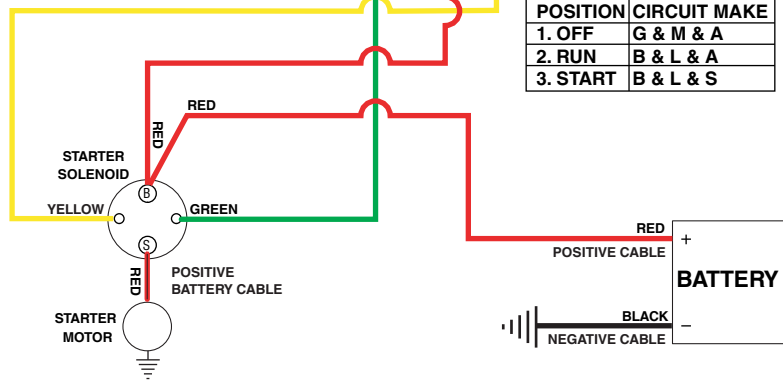 POSITION CIRCUIT MAKE
1. OFF G & M & A
2. RUN B & L & A
3. START B & L & S
RED
RED
STARTER
SOLENOID
B
YELLOW
GREEN
S
RED
POSITIVE
BATTERY CABLE
STARTER
MOTOR
RED
+
POSITIVE CABLE
BATTERY
BLACK
−
NEGATIVE CABLE